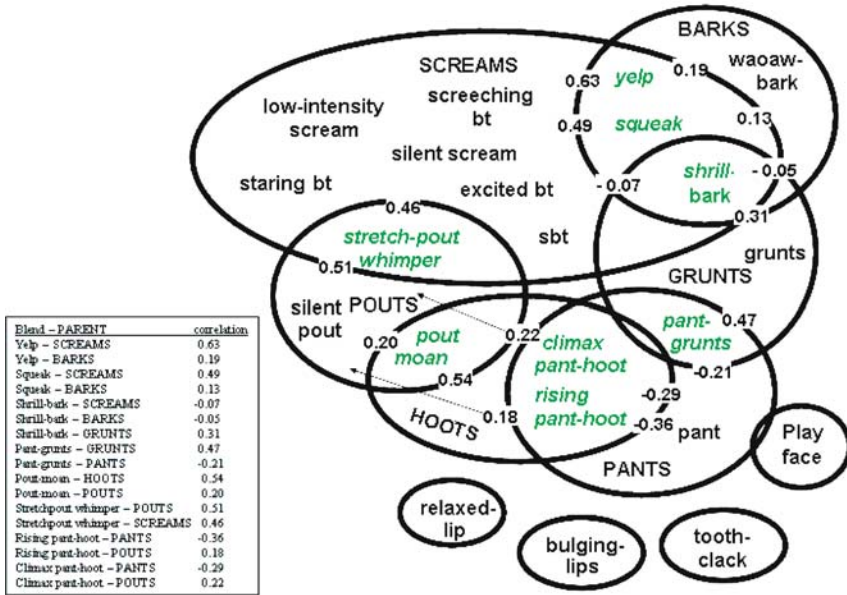 BARKS
waoaw-
bark
SCREAMS
0.19
0.63
yelp
screeching
bt
low-intensity
scream
0.13
0.49
squeak
silent scream
shrill-
bark
- 0.05
- 0.07
staring bt
excited bt
0.46
0.31
stretch-pout
whimper
sbt
grunts
0.51
GRUNTS
silent
pout
POUTS
pout
moan
0.20
0.22
climax
pant-hoot
pant-
grunts
0.47
-0.21
0.54
-0.29
rising
pant-hoot
0.18
-0.36
HOOTS
pant
PANTS
Play
face
relaxed-
lip
bulging-
lips
tooth-
clack
Blend – PARENT correlation
Yelp – SCREAMS 0.63
Yelp – BARKS 0.19
Squeak – SCREAMS 0.49
Squeak – BARKS 0.13
Shrill-bark – SCREAMS -0.07
Shrill-bark – BARKS -0.05
Shrill-bark – GRUNTS 0.31
Pant-grunts – GRUNTS 0.47
Pant-grunts – PANTS -0.21
Pout-moan – HOOTS 0.54
Pout-moan – POUTS 0.20
Stretchpout whimper – POUTS 0.51
Stretchpout whimper – SCREAMS 0.46
Rising pant-hoot – PANTS -0.36
Rising pant-hoot – POUTS 0.18
Climax pant-hoot – PANTS -0.29
Climax pant-hoot – POUTS 0.22